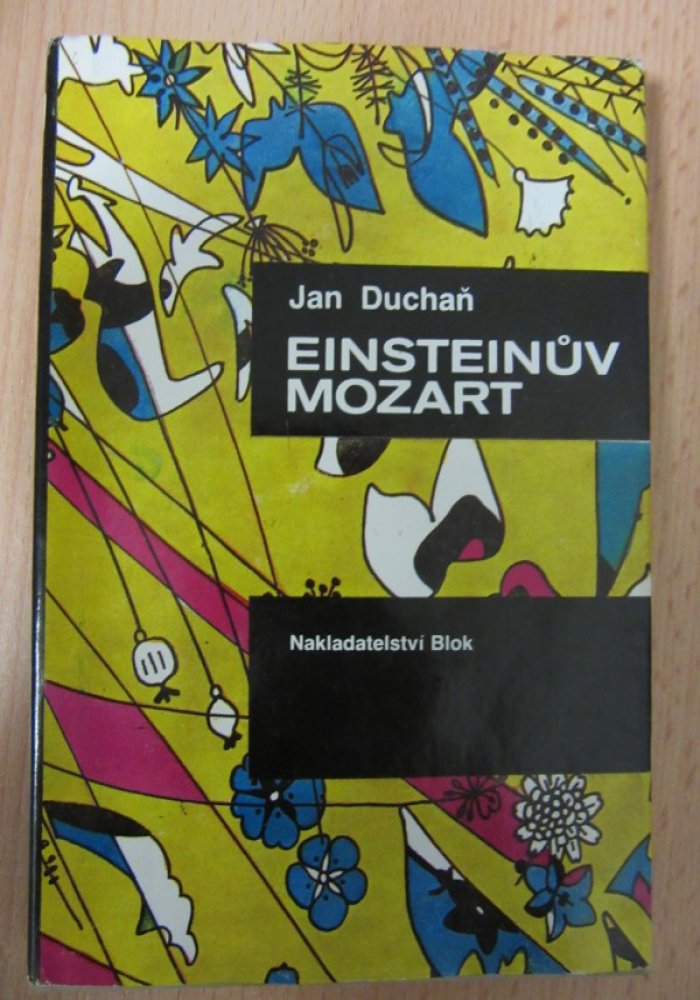 Jan Duchaň
EINSTEINŮV
MOZART
Nakladatelství Blok